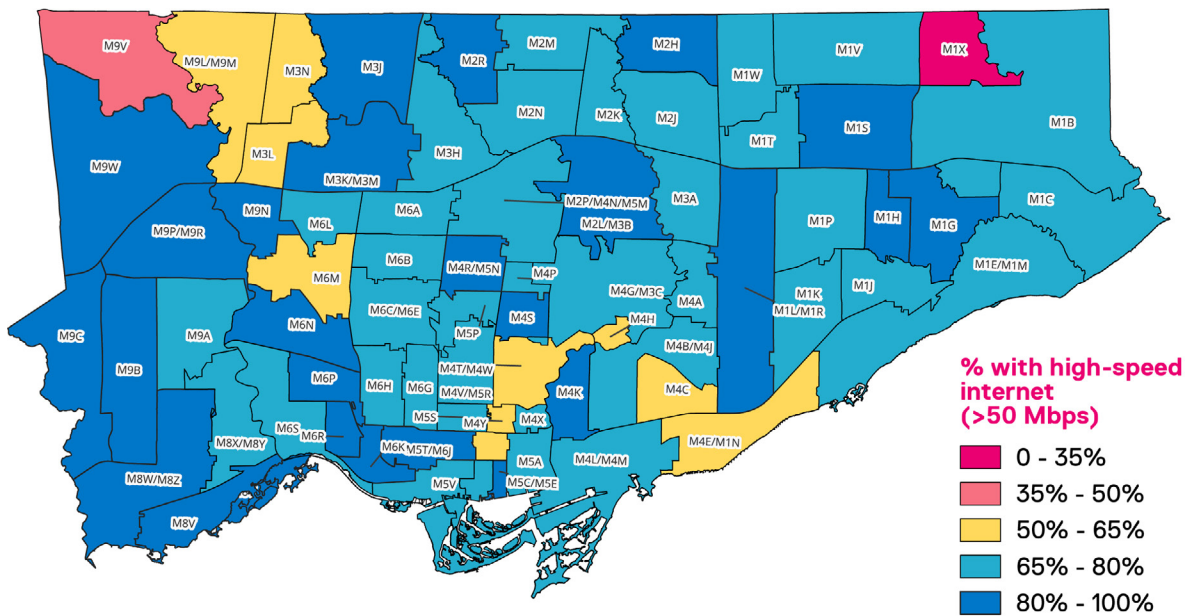 M9V
M9L/M9M
M3N
M3J
M2R
M2M
M2H
M1W
M1V
M1X
M2N
M2K
M2J
M1T
M1S
M1B
M9W
M3L
M3K/M3M
M3H
M9N
M6L
M6A
M2P/M4N/M5M
M2L/M3B
M3A
M1P
M1H
M1G
M1C
M9P/M9R
M6M
M6B
M4R/M5N
M4P
M4G/M3C
M4A
M1L/M1R
M1K
M1J
M1E/M1M
M9C
M9B
M9A
M6N
M6C/M6E
M5P
M4S
M4H
M4B/M4J
M6P
M6H
M6G
M4T/M4W
M4V/M5R
M4K
M4C
M5S
M4Y
M4X
M4E/M1N
M8X/M8Y
M6S
M6R
M6K
M5T/M6J
M5A
M4L/M4M
M8W/M8Z
M5V
M5C/M5E
M8V
% with high-speed
internet
(>50 Mbps)
0 - 35%
35% - 50%
50% - 65%
65% - 80%
80% - 100%